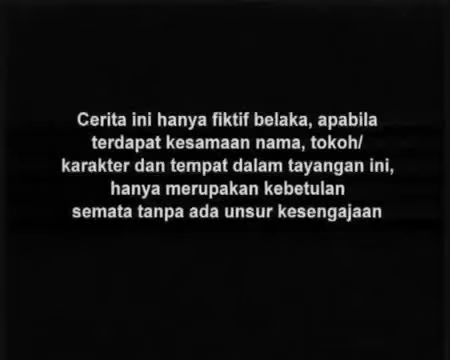 Cerita ini hanya fiktif belaka, apabila
terdapat kesamaan nama, tokoh/
karakter dan tempat dalam tayangan ini,
hanya merupakan kebetulan
semata tanpa ada unsur kesengajaan